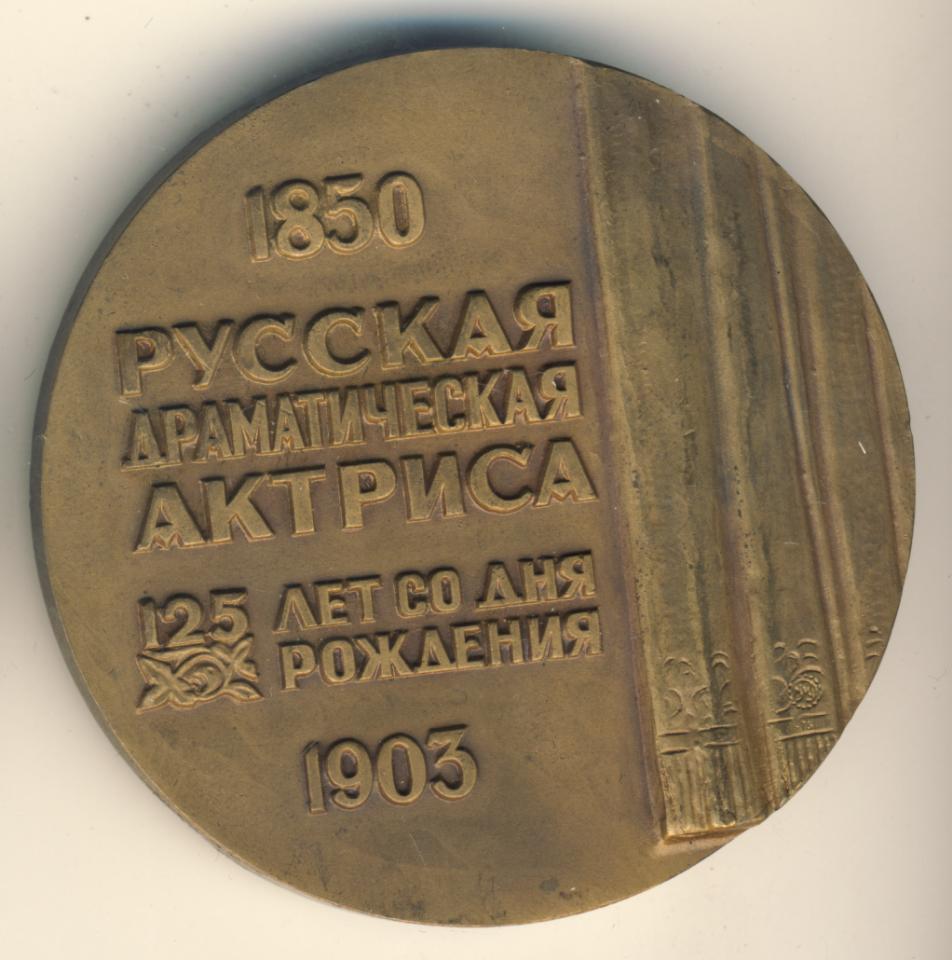 1850
РУССКАЯ
ДРАМАТИЧЕСКАЯ
АКТРИСА
125 ЛЕТ СО ДНЯ
РОЖДЕНИЯ
1903